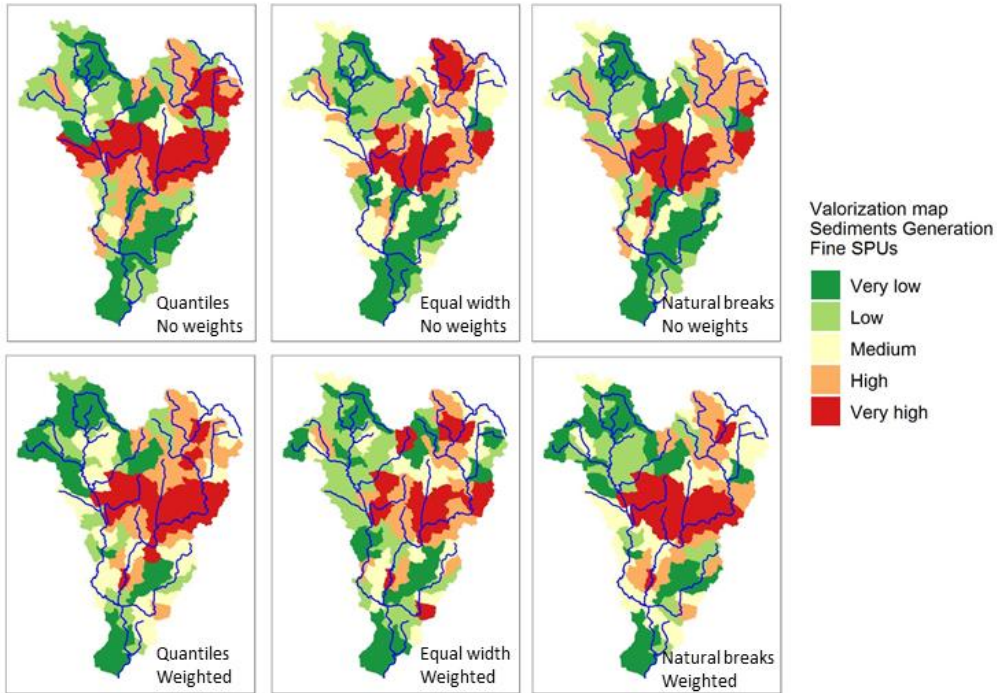 Quantiles
No weights
Equal width
No weights
Natural breaks
No weights
Valorization map
Sediments Generation
Fine SPUs
Very low
Low
Medium
High
Very high
Quantiles
Weighted
Equal width
Weighted
Natural breaks
Weighted